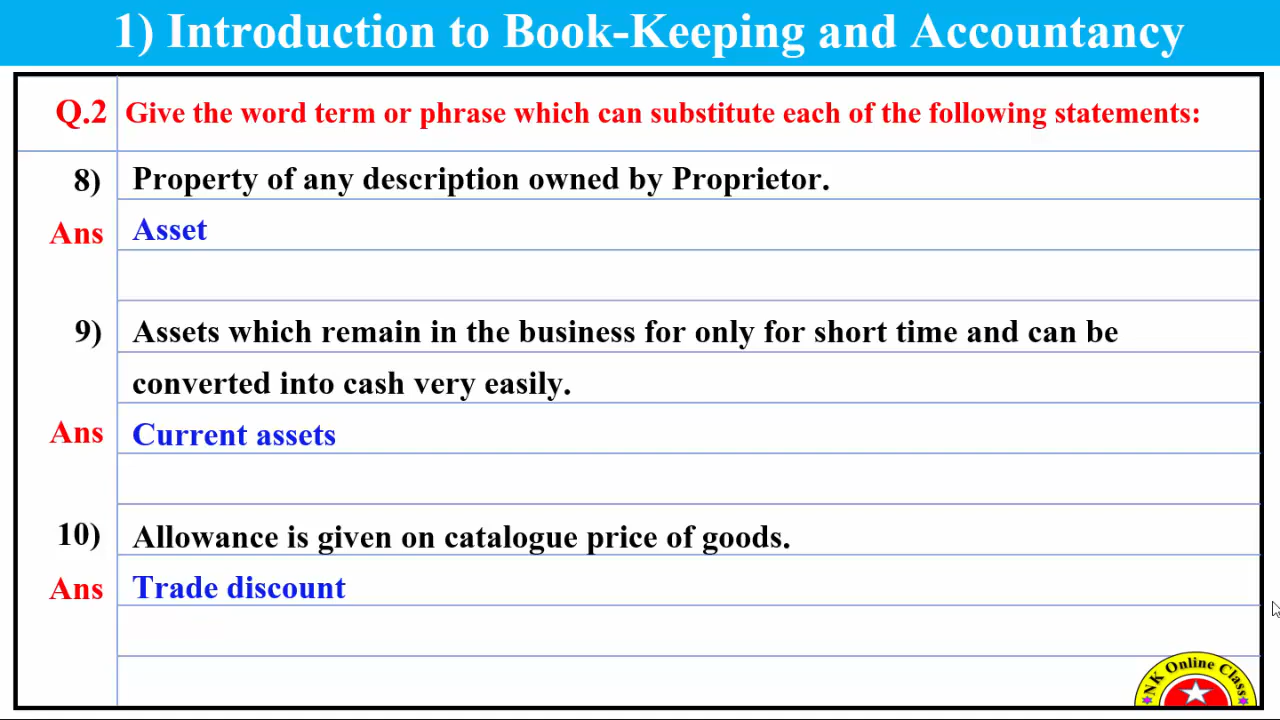 1) Introduction to Book-Keeping and Accountancy
Q.2 Give the word term or phrase which can substitute each of the following statements:
8) Property of any description owned by Proprietor.
Ans Asset
9) Assets which remain in the business for only for short time and can be
converted into cash very easily.
Ans Current assets
10) Allowance is given on catalogue price of goods.
Ans Trade discount
NK Online Class